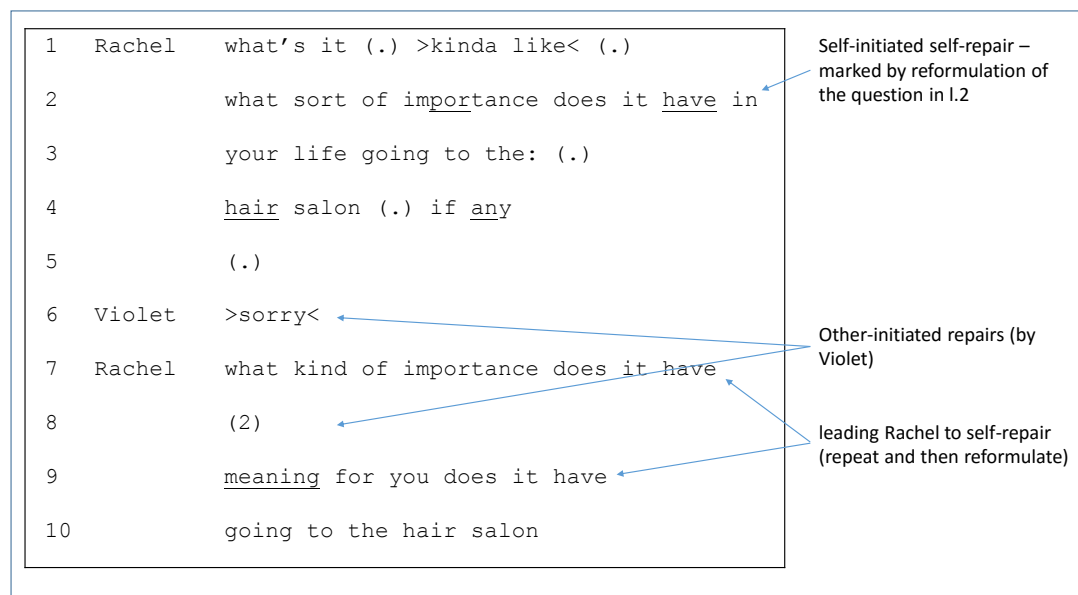 1 Rachel what's it (.) >kinda like< (.)
2 what sort of importance does it have in
3 your life going to the: (.)
4 hair salon (.) if any
5 (.)
6 Violet >sorry<
7 Rachel what kind of importance does it have
8 (2)
9 meaning for you does it have
10 going to the hair salon
Self-initiated self-repair –
marked by reformulation of
the question in l.2
Other-initiated repairs (by
Violet)
leading Rachel to self-repair
(repeat and then reformulate)